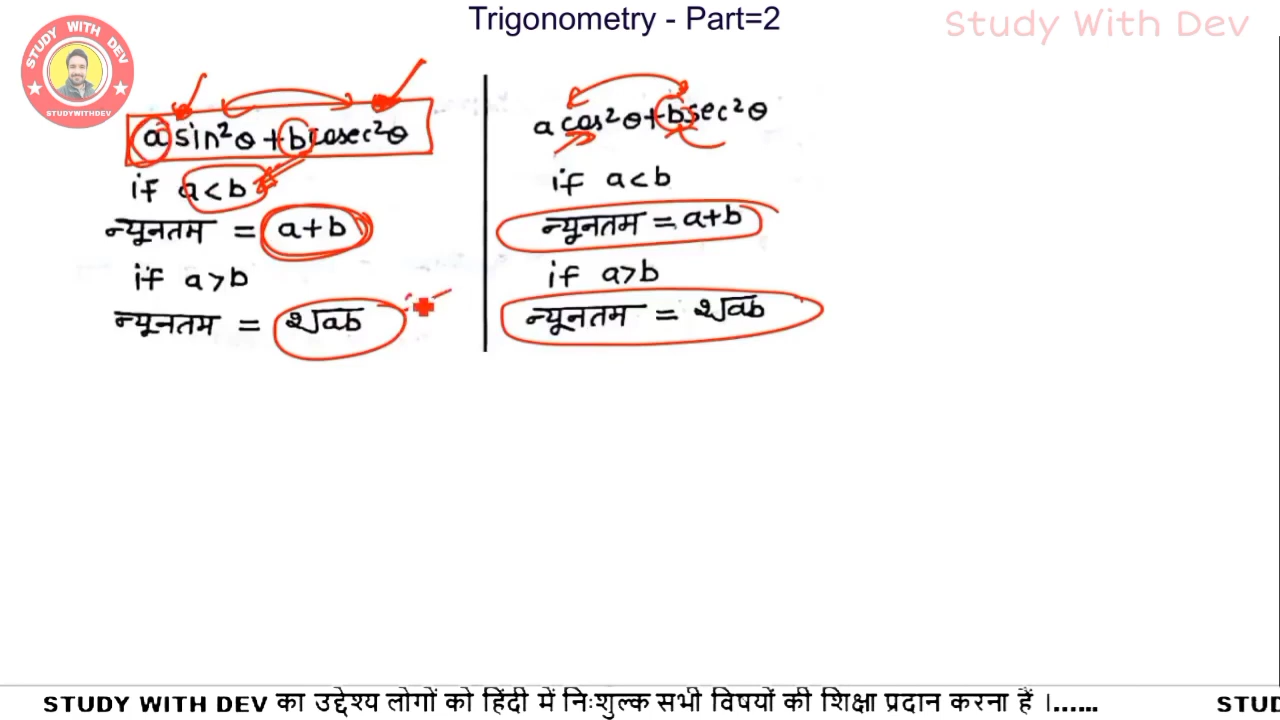 Trigonometry - Part=2
Study With Dev
STUDY WITH DEV
STUDYWITHDEV
a sin²θ + b cosec²θ
if a < b
न्यूनतम = a+b
if a > b
न्यूनतम = 2√ab
a cos²θ + b sec²θ
if a < b
न्यूनतम = a+b
if a > b
न्यूनतम = 2√ab
STUDY WITH DEV का उद्देश्य लोगों को हिंदी में निःशुल्क सभी विषयों की शिक्षा प्रदान करना हैं ।...... STUD